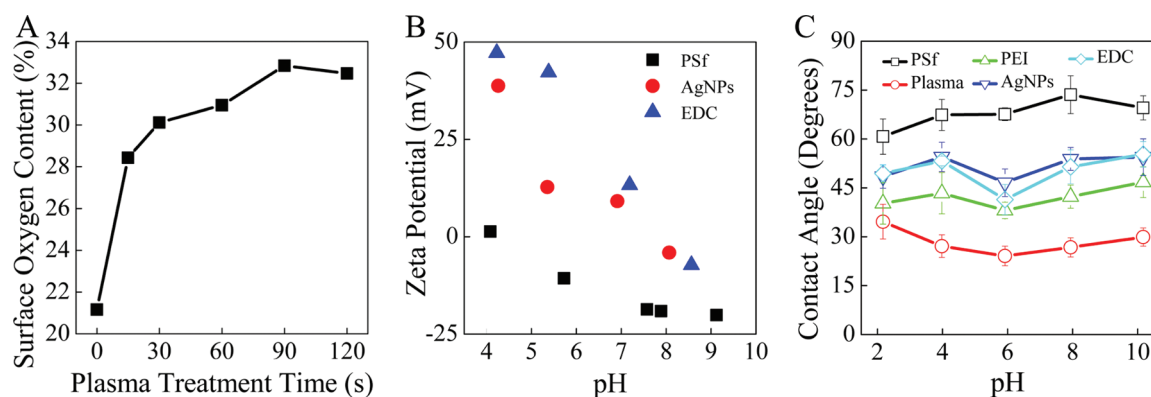 A
Surface Oxygen Content (%)
34
32
30
28
26
24
22
20
0 30 60 90 120
Plasma Treatment Time (s)
B
Zeta Potential (mV)
50
25
0
-25
PSf
AgNPs
EDC
4 5 6 7 8 9 10
pH
C
Contact Angle (Degrees)
90
75
60
45
30
15
0
PSf PEI EDC
Plasma AgNPs
2 4 6 8 10
pH